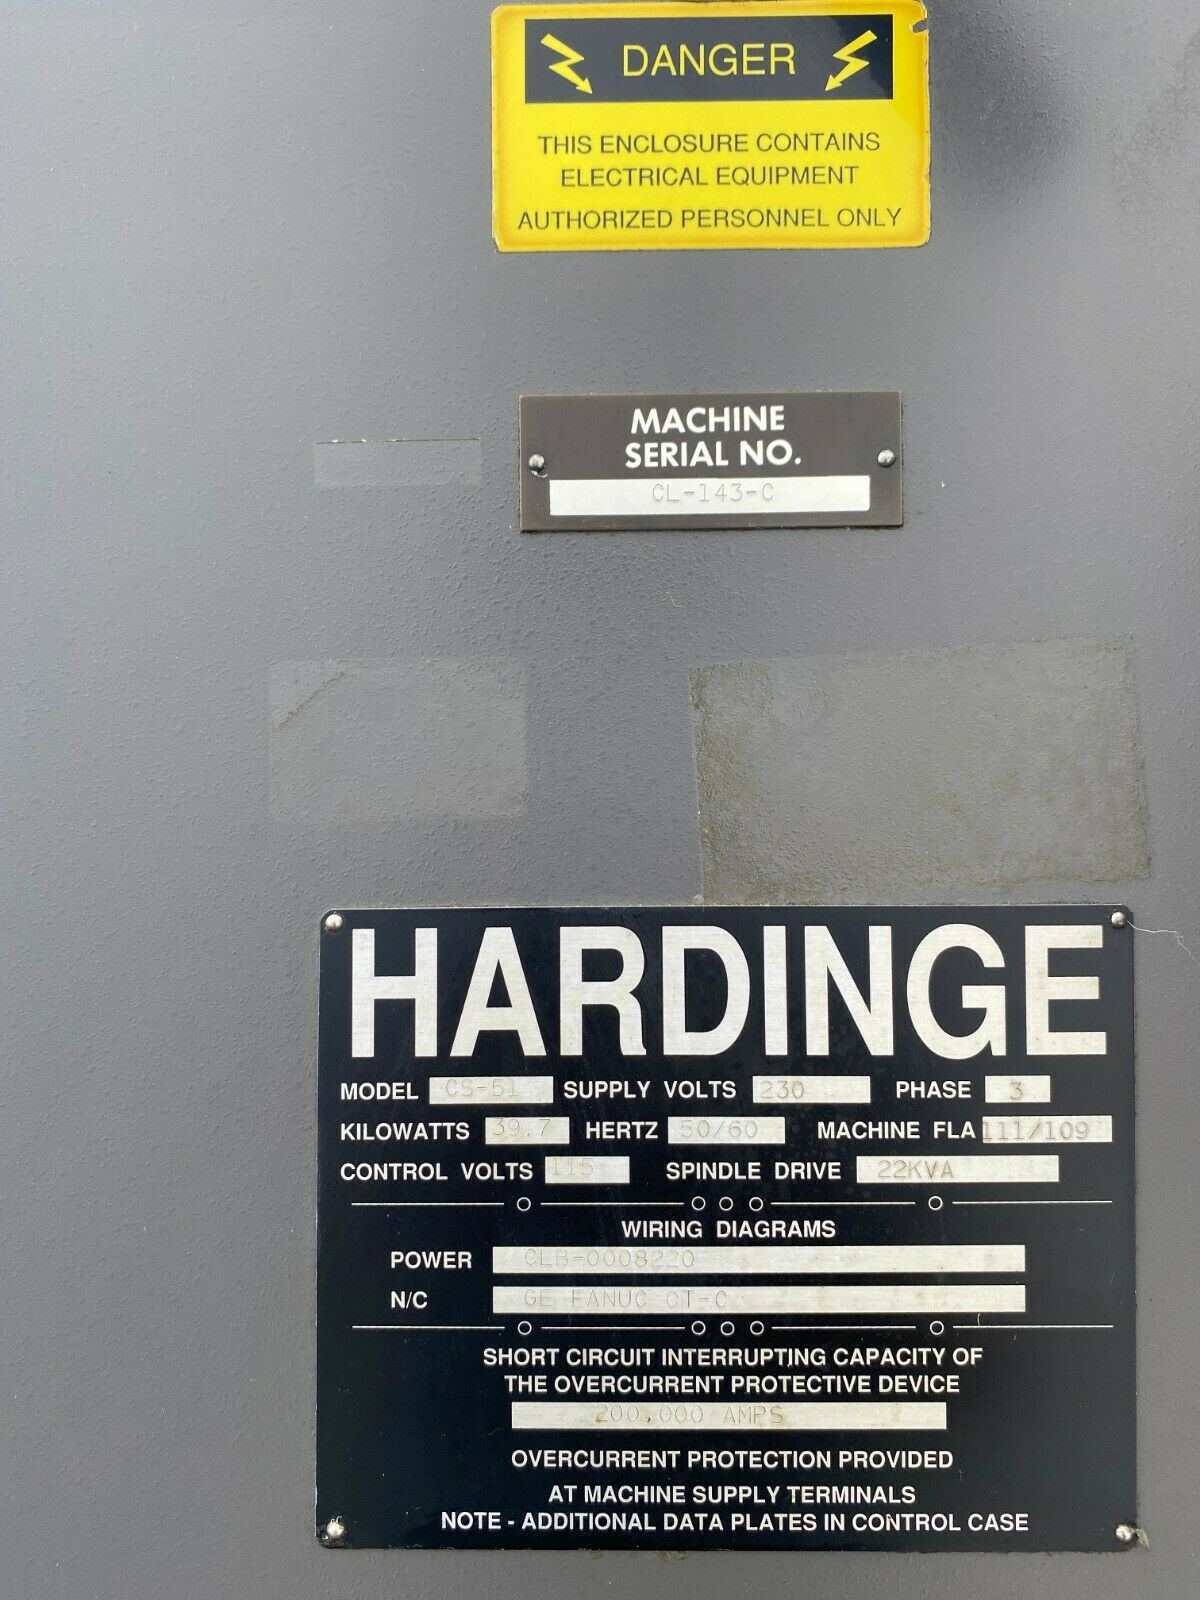 DANGER
THIS ENCLOSURE CONTAINS
ELECTRICAL EQUIPMENT
AUTHORIZED PERSONNEL ONLY
MACHINE
SERIAL NO.
CL-143-C
HARDINGE
MODEL CS-51 SUPPLY VOLTS 230 PHASE 3
KILOWATTS 39.7 HERTZ 50/60 MACHINE FLA 111/109
CONTROL VOLTS 115 SPINDLE DRIVE 22KVA
WIRING DIAGRAMS
POWER CLB-0008220
N/C GE FANUC OT-C
SHORT CIRCUIT INTERRUPTING CAPACITY OF
THE OVERCURRENT PROTECTIVE DEVICE
200,000 AMPS
OVERCURRENT PROTECTION PROVIDED
AT MACHINE SUPPLY TERMINALS
NOTE - ADDITIONAL DATA PLATES IN CONTROL CASE